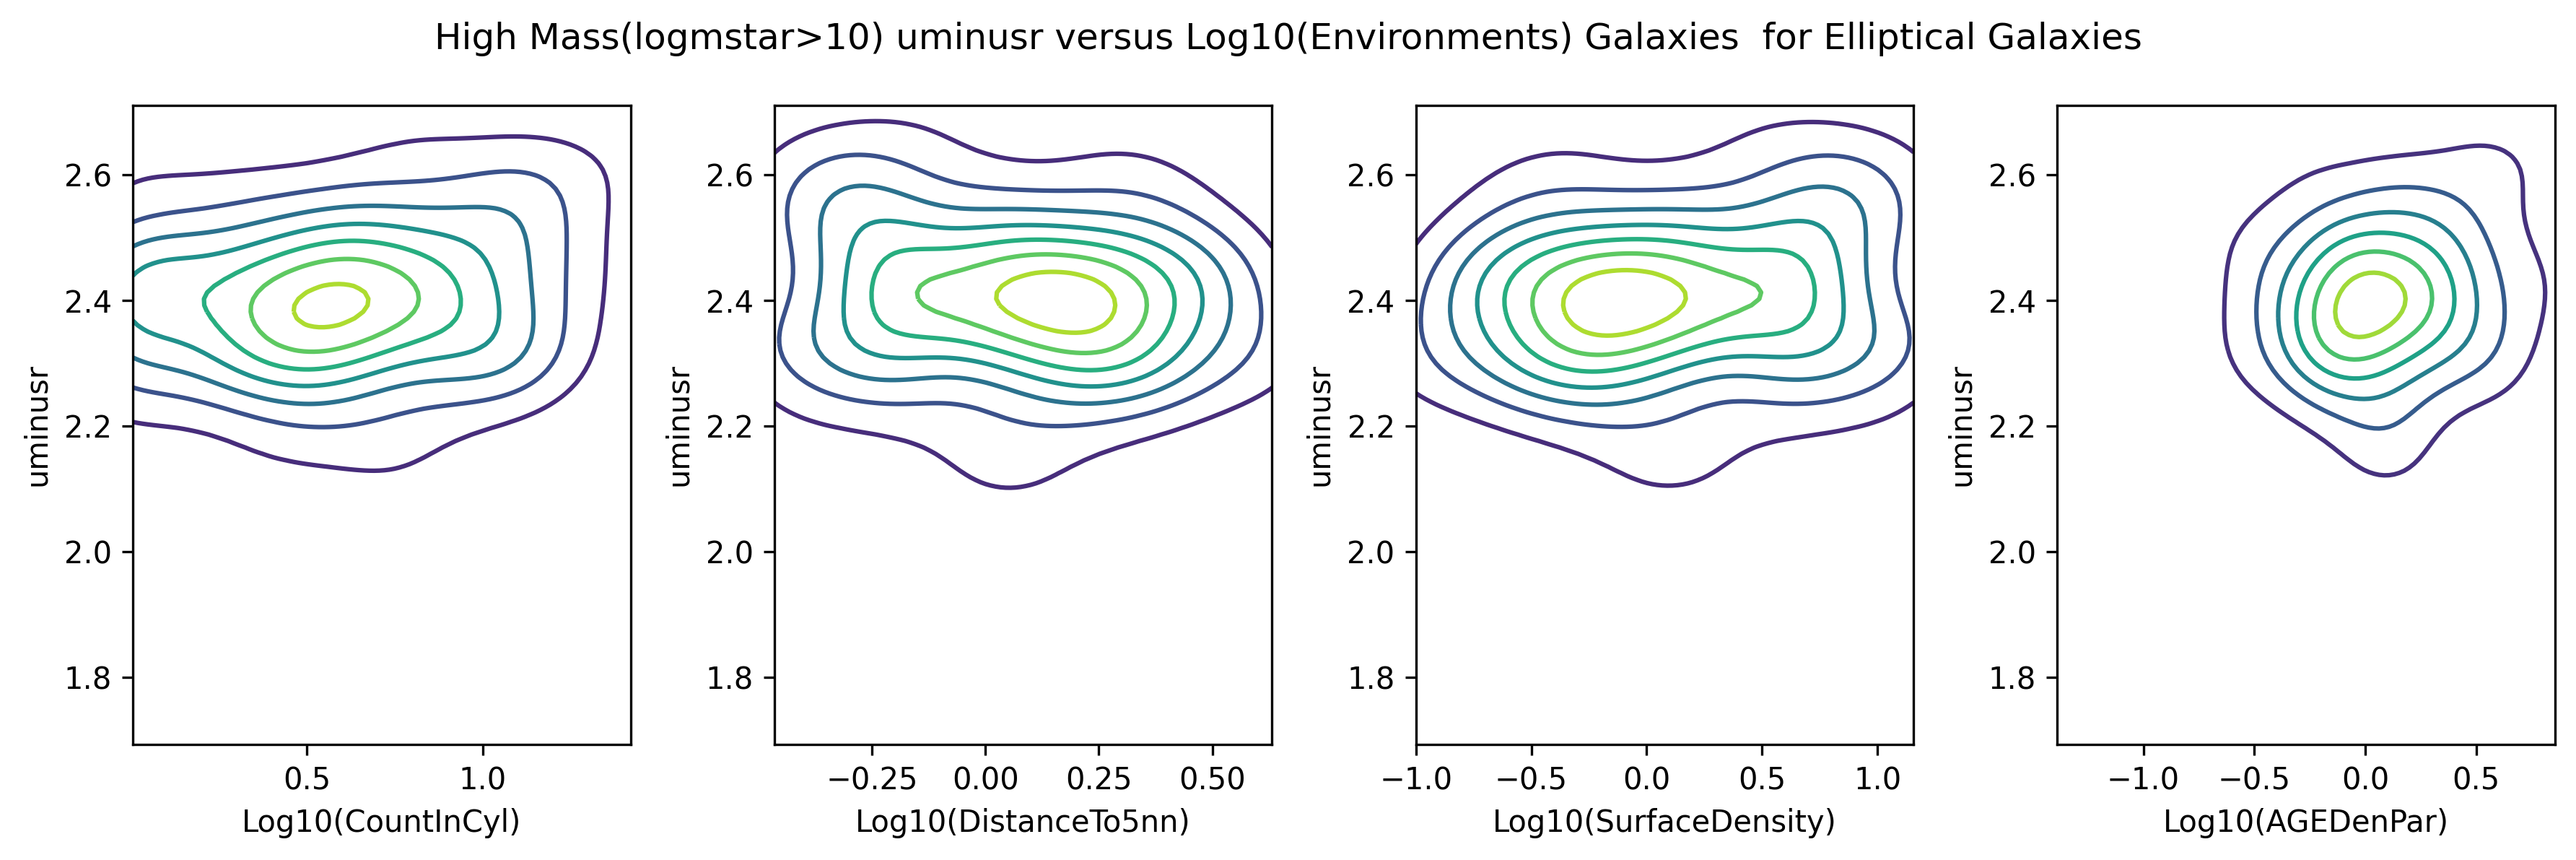 High Mass(logmstar>10) uminusr versus Log10(Environments) Galaxies  for Elliptical Galaxies
uminusr
2.6
2.4
2.2
2.0
1.8
0.5 1.0
Log10(CountInCyl)
uminusr
2.6
2.4
2.2
2.0
1.8
−0.25 0.00 0.25 0.50
Log10(DistanceTo5nn)
uminusr
2.6
2.4
2.2
2.0
1.8
−1.0 −0.5 0.0 0.5 1.0
Log10(SurfaceDensity)
uminusr
2.6
2.4
2.2
2.0
1.8
−1.0 −0.5 0.0 0.5
Log10(AGEDenPar)